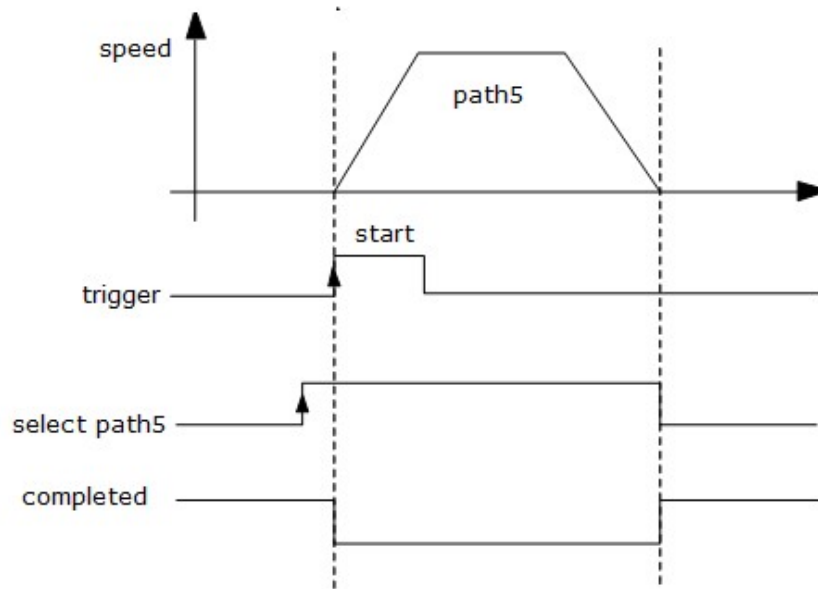 speed
path5
start
trigger
select path5
completed